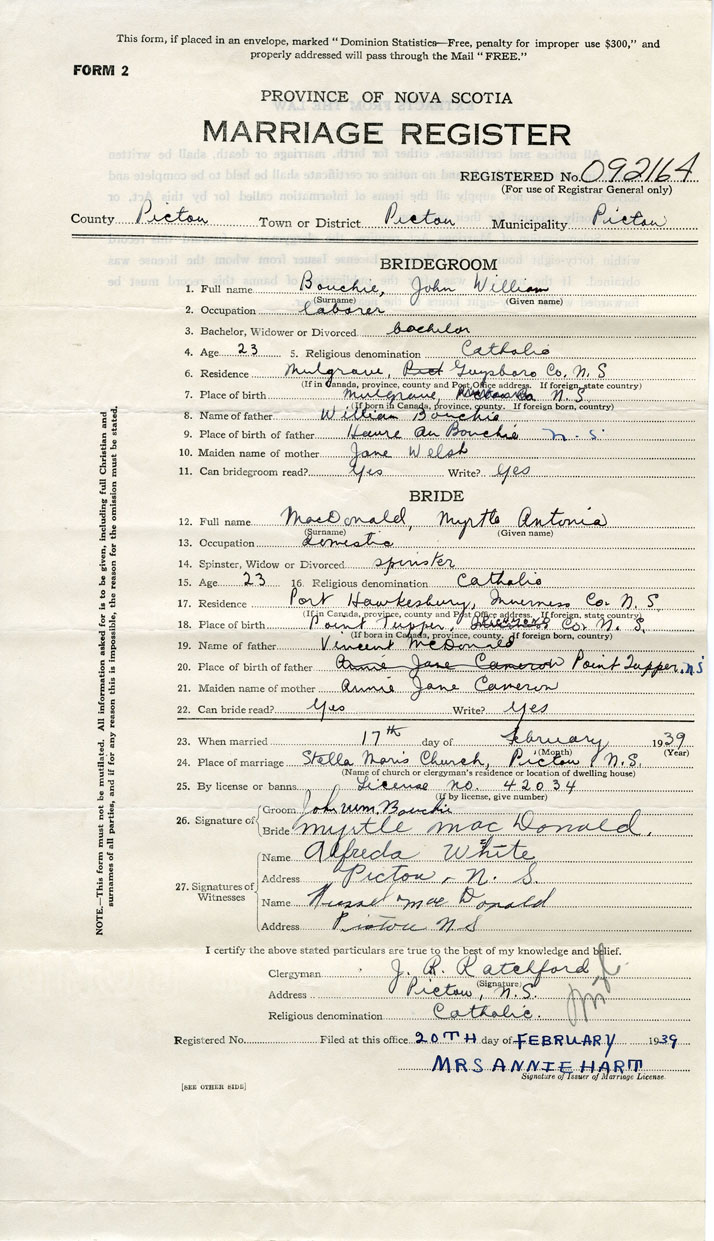 This form, if placed in an envelope, marked "Dominion Statistics—Free, penalty for improper use $300," and
properly addressed will pass through the Mail "FREE."
FORM 2
PROVINCE OF NOVA SCOTIA
MARRIAGE REGISTER
REGISTERED No. 092164
(For use of Registrar General only)
County Pictou Town or District Pictou Municipality Pictou
BRIDEGROOM
1. Full name Bouchie, John William
(Surname) (Given name)
2. Occupation laborer
3. Bachelor, Widower or Divorced bachelor
4. Age 23 5. Religious denomination Catholic
6. Residence Mulgrave, Pict Guysboro Co. N. S
(If in Canada, province, county and Post Office address. If foreign, state country)
7. Place of birth Mulgrave, N. S.
(If born in Canada, province, county. If foreign born, country)
8. Name of father William Bouchie
9. Place of birth of father Havre au Bouchie N. S.
10. Maiden name of mother Jane Welsh
11. Can bridegroom read? Yes Write? Yes
BRIDE
12. Full name MacDonald, Myrtle Antonia
(Surname) (Given name)
13. Occupation domestic
14. Spinster, Widow or Divorced spinster
15. Age 23 16. Religious denomination Catholic
17. Residence Port Hawkesbury, Inverness Co. N. S.
(If in Canada, province, county and Post Office address. If foreign, state country)
18. Place of birth Point Tupper, Inverness Co. N. S.
(If born in Canada, province, county. If foreign born, country)
19. Name of father Vincent McDonald
20. Place of birth of father Annie Jane Cameron Point Tupper, NS
21. Maiden name of mother Annie Jane Cameron
22. Can bride read? Yes Write? Yes
23. When married 17th day of February 1939
(Month) (Year)
24. Place of marriage Stella Maris Church, Pictou, N. S.
(Name of church or clergyman's residence or location of dwelling house)
25. By license or banns License no. 42034
(If by license, give number)
26. Signature of Groom John Wm. Bouchie
Bride Myrtle Mac Donald.
27. Signatures of Witnesses
Name Alfreda White
Address Pictou, N. S.
Name Mac Donald
Address Pictou NS
I certify the above stated particulars are true to the best of my knowledge and belief.
Clergyman J. R. Ratchford
(Signature)
Address Pictou, N.S.
Religious denomination Catholic.
Registered No. Filed at this office 20TH day of FEBRUARY 1939
MRS ANNIE HART
Signature of Issuer of Marriage License.
[SEE OTHER SIDE]
NOTE.—This form must not be mutilated. All information asked for is to be given, including full Christian and
surnames of all parties, and if for any reason this is impossible, the reason for the omission must be stated.